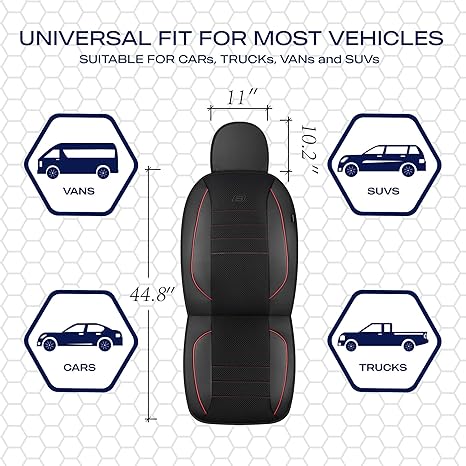 UNIVERSAL FIT FOR MOST VEHICLES
SUITABLE FOR CARs, TRUCKs, VANs and SUVs
11"
10.2"
VANS
SUVS
44.8"
CARS
TRUCKS